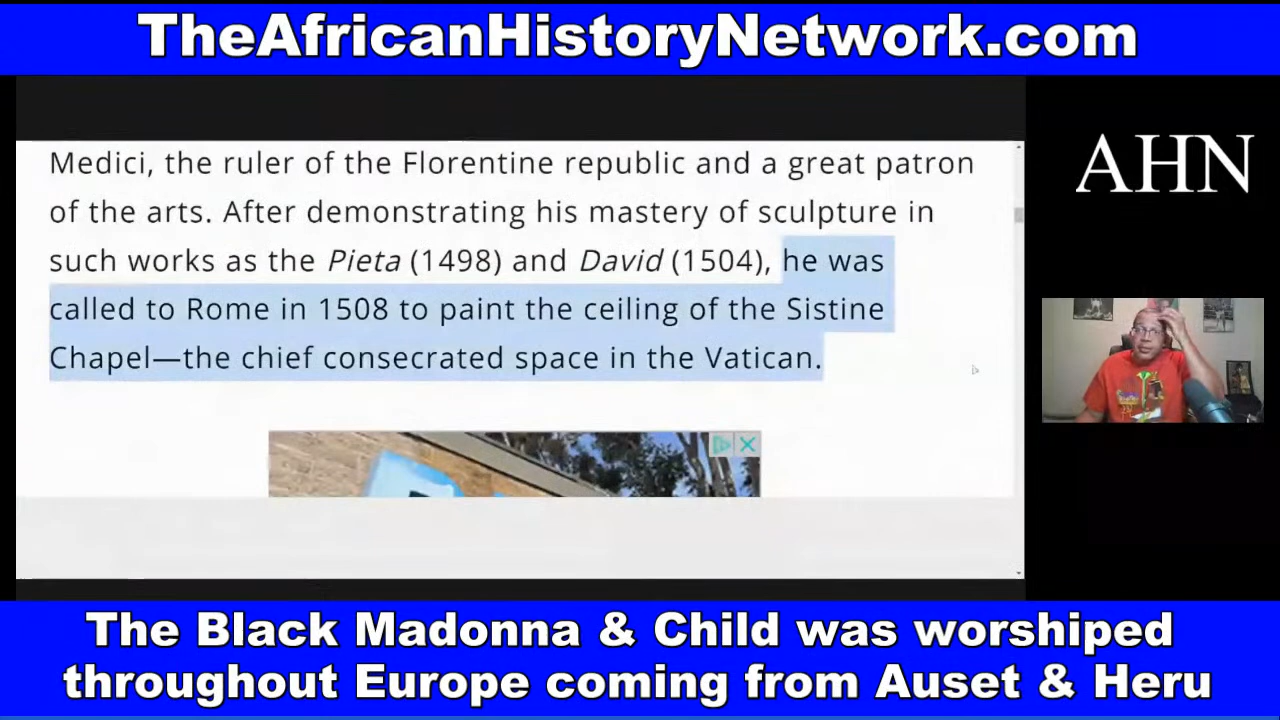 TheAfricanHistoryNetwork.com
AHN
Medici, the ruler of the Florentine republic and a great patron
of the arts. After demonstrating his mastery of sculpture in
such works as the Pieta (1498) and David (1504), he was
called to Rome in 1508 to paint the ceiling of the Sistine
Chapel—the chief consecrated space in the Vatican.
The Black Madonna & Child was worshiped
throughout Europe coming from Auset & Heru